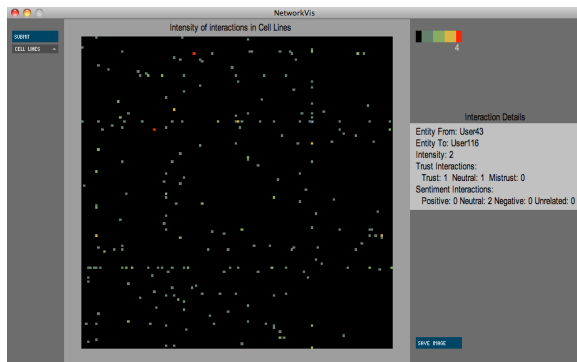 NetworkVis
SUBMIT
CELL LINES
Intensity of interactions in Cell Lines
4
Interaction Details
Entity From: User43
Entity To: User116
Intensity: 2
Trust Interactions:
Trust: 1 Neutral: 1 Mistrust: 0
Sentiment Interactions:
Positive: 0 Neutral: 2 Negative: 0 Unrelated: 0
SAVE IMAGE